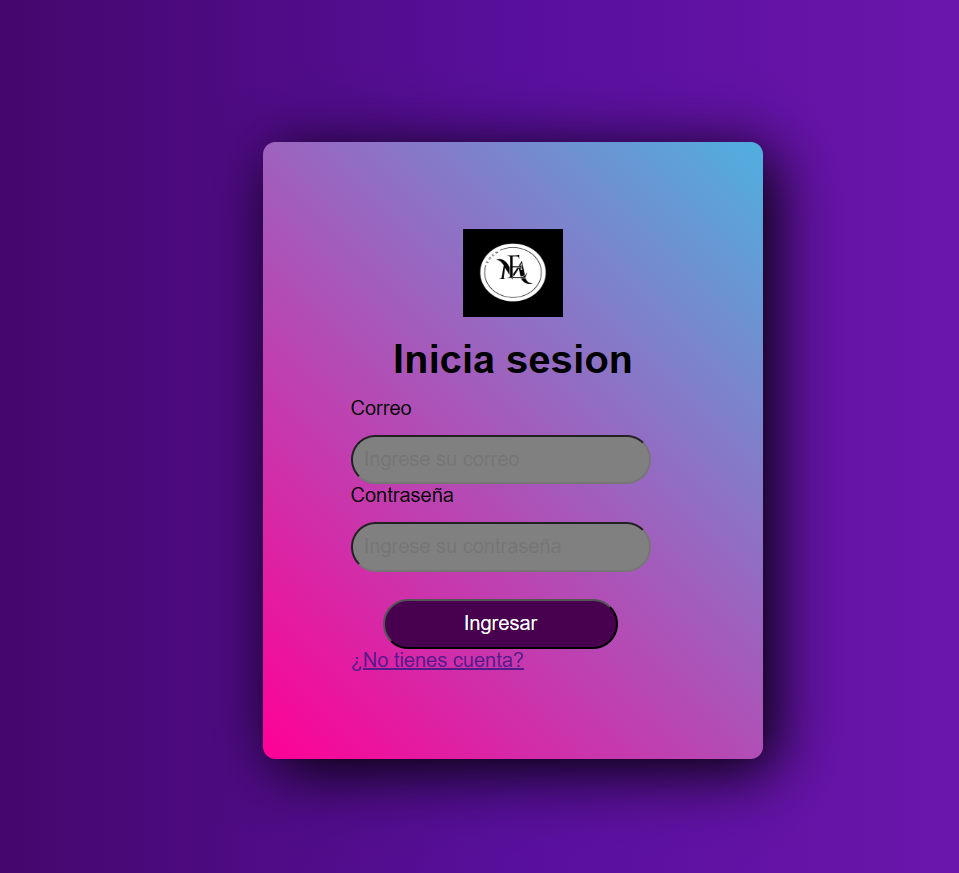 Inicia sesion
Correo
Ingrese su correo
Contraseña
Ingrese su contraseña
Ingresar
¿No tienes cuenta?